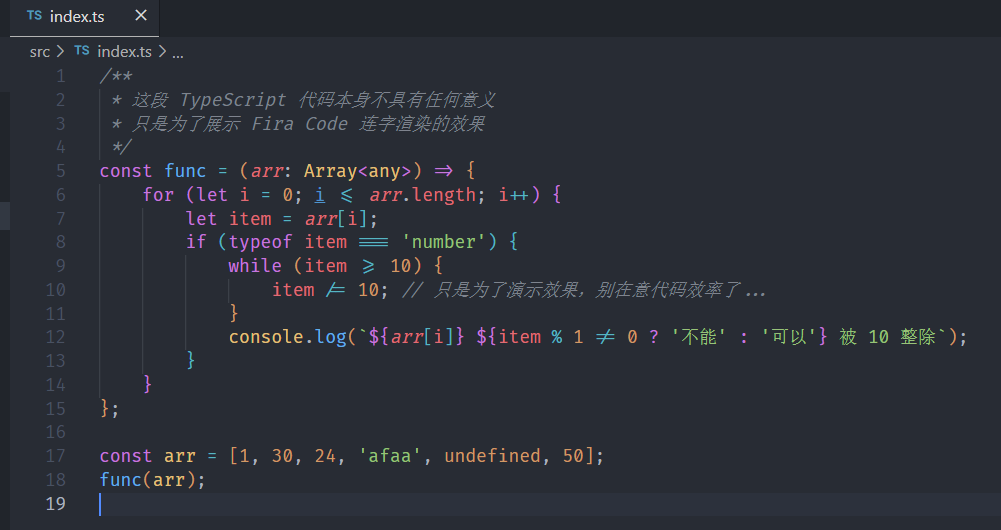 TS index.ts ×
src > TS index.ts > ...
1 /**
2  * 这段 TypeScript 代码本身不具有任何意义
3  * 只是为了展示 Fira Code 连字渲染的效果
4  */
5 const func = (arr: Array<any>) => {
6     for (let i = 0; i <= arr.length; i++) {
7         let item = arr[i];
8         if (typeof item === 'number') {
9             while (item >= 10) {
10                 item /= 10; // 只是为了演示效果，别在意代码效率了...
11             }
12             console.log(`${arr[i]} ${item % 1 != 0 ? '不能' : '可以'} 被 10 整除`);
13         }
14     }
15 };
16
17 const arr = [1, 30, 24, 'afaa', undefined, 50];
18 func(arr);
19